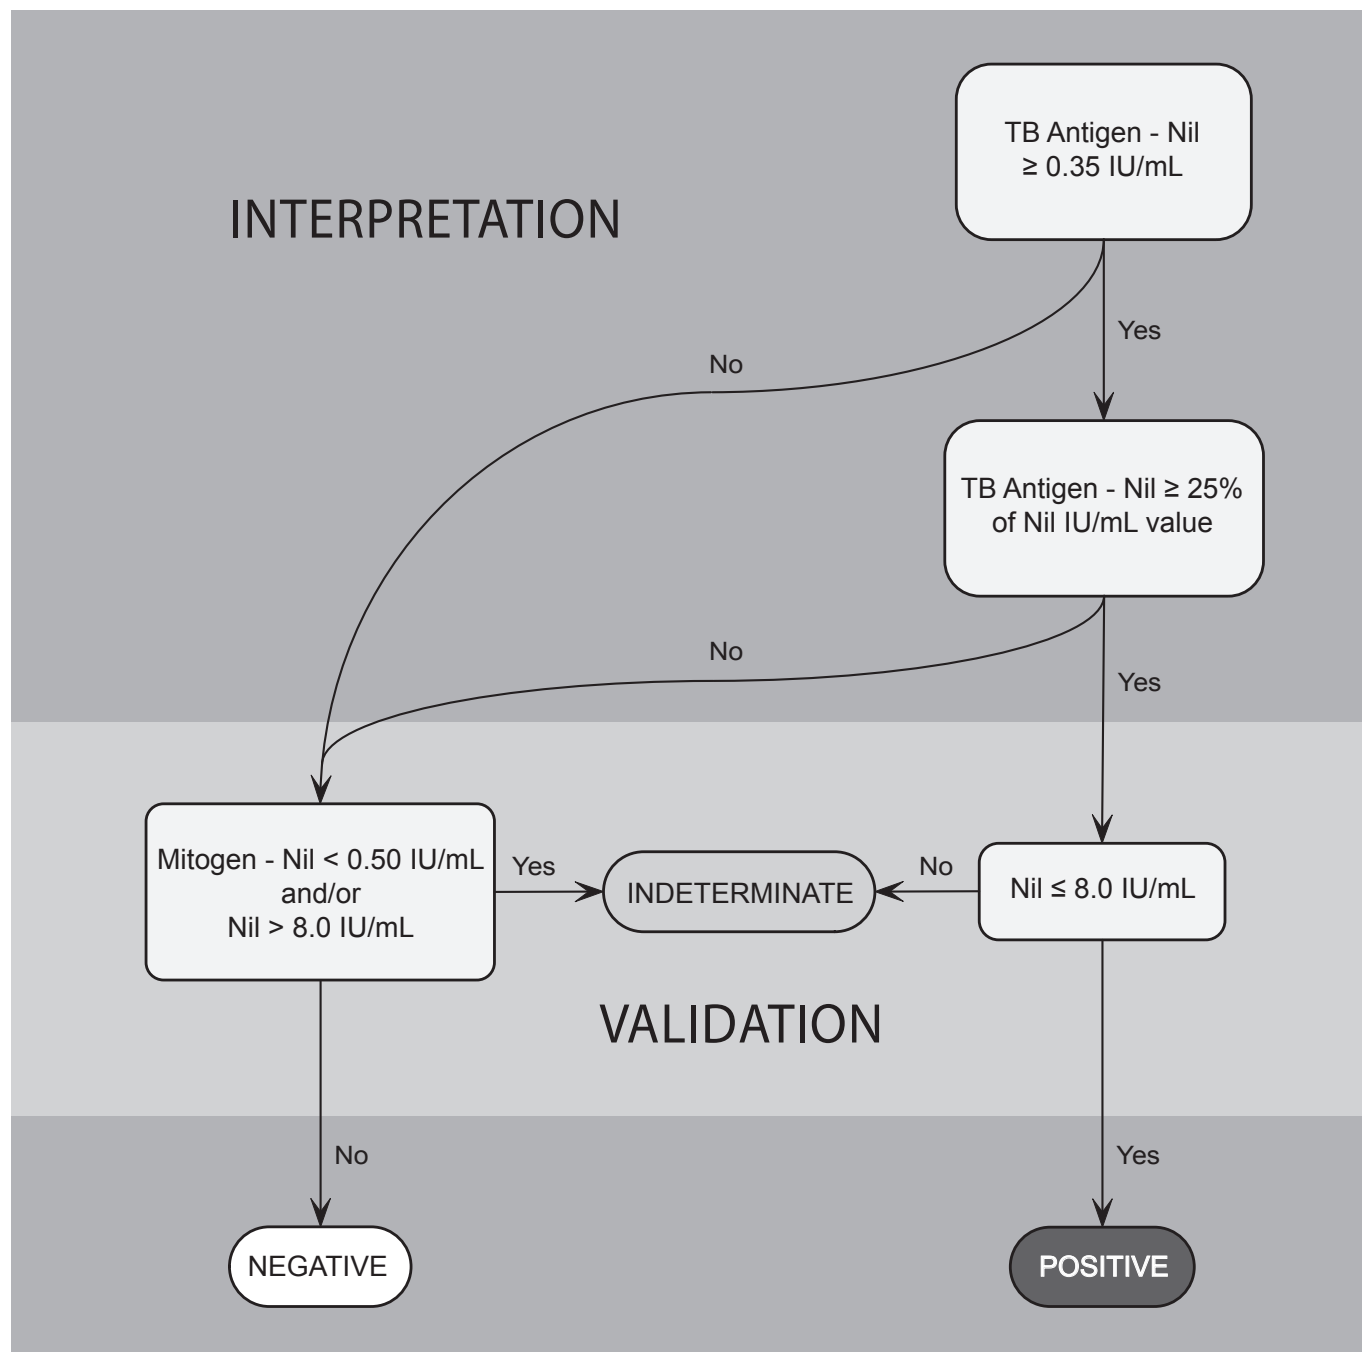 TB Antigen - Nil
≥ 0.35 IU/mL
INTERPRETATION
Yes
No
TB Antigen - Nil ≥ 25%
of Nil IU/mL value
No
Yes
Mitogen - Nil < 0.50 IU/mL
and/or
Nil > 8.0 IU/mL
Yes
INDETERMINATE
No
Nil ≤ 8.0 IU/mL
VALIDATION
No
Yes
NEGATIVE
POSITIVE